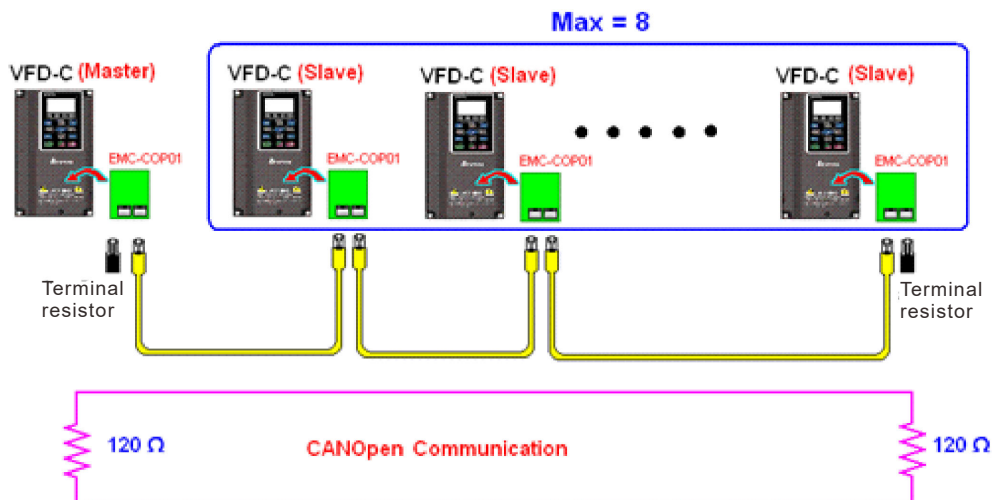 Max = 8
VFD-C (Master)
VFD-C (Slave)
VFD-C (Slave)
VFD-C (Slave)
EMC-COP01
EMC-COP01
EMC-COP01
EMC-COP01
Terminal
resistor
Terminal
resistor
120 Ω
CANOpen Communication
120 Ω